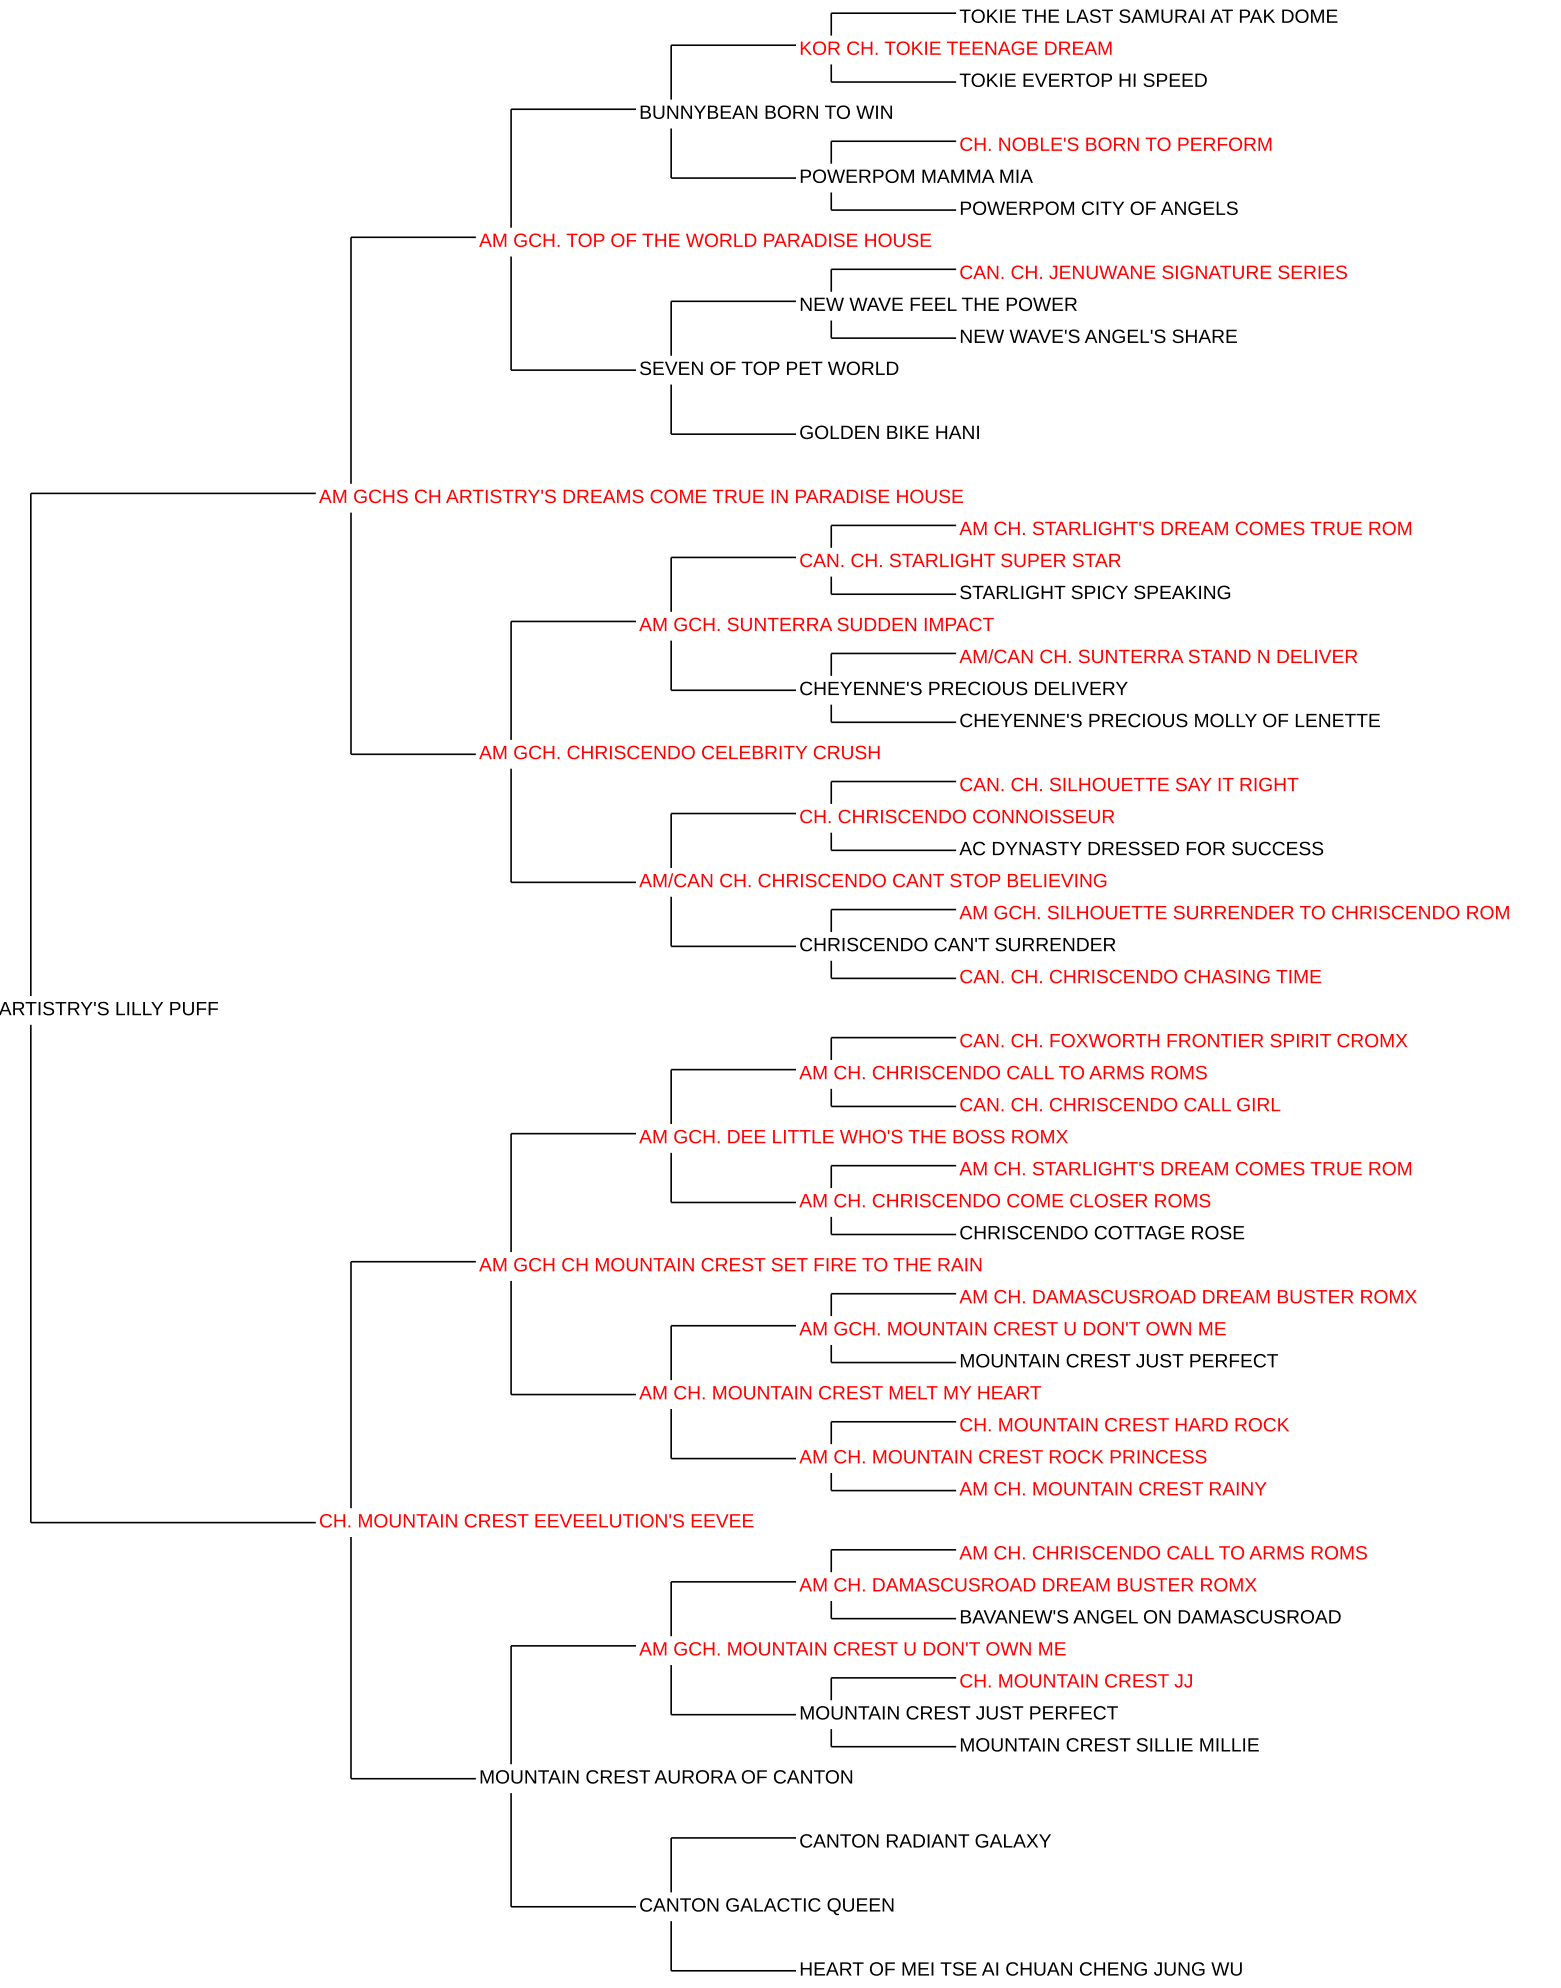 TOKIE THE LAST SAMURAI AT PAK DOME
KOR CH. TOKIE TEENAGE DREAM
TOKIE EVERTOP HI SPEED
BUNNYBEAN BORN TO WIN
CH. NOBLE'S BORN TO PERFORM
POWERPOM MAMMA MIA
POWERPOM CITY OF ANGELS
AM GCH. TOP OF THE WORLD PARADISE HOUSE
CAN. CH. JENUWANE SIGNATURE SERIES
NEW WAVE FEEL THE POWER
NEW WAVE'S ANGEL'S SHARE
SEVEN OF TOP PET WORLD
GOLDEN BIKE HANI
AM GCHS CH ARTISTRY'S DREAMS COME TRUE IN PARADISE HOUSE
AM CH. STARLIGHT'S DREAM COMES TRUE ROM
CAN. CH. STARLIGHT SUPER STAR
STARLIGHT SPICY SPEAKING
AM GCH. SUNTERRA SUDDEN IMPACT
AM/CAN CH. SUNTERRA STAND N DELIVER
CHEYENNE'S PRECIOUS DELIVERY
CHEYENNE'S PRECIOUS MOLLY OF LENETTE
AM GCH. CHRISCENDO CELEBRITY CRUSH
CAN. CH. SILHOUETTE SAY IT RIGHT
CH. CHRISCENDO CONNOISSEUR
AC DYNASTY DRESSED FOR SUCCESS
AM/CAN CH. CHRISCENDO CANT STOP BELIEVING
AM GCH. SILHOUETTE SURRENDER TO CHRISCENDO ROM
CHRISCENDO CAN'T SURRENDER
CAN. CH. CHRISCENDO CHASING TIME
ARTISTRY'S LILLY PUFF
CAN. CH. FOXWORTH FRONTIER SPIRIT CROMX
AM CH. CHRISCENDO CALL TO ARMS ROMS
CAN. CH. CHRISCENDO CALL GIRL
AM GCH. DEE LITTLE WHO'S THE BOSS ROMX
AM CH. STARLIGHT'S DREAM COMES TRUE ROM
AM CH. CHRISCENDO COME CLOSER ROMS
CHRISCENDO COTTAGE ROSE
AM GCH CH MOUNTAIN CREST SET FIRE TO THE RAIN
AM CH. DAMASCUSROAD DREAM BUSTER ROMX
AM GCH. MOUNTAIN CREST U DON'T OWN ME
MOUNTAIN CREST JUST PERFECT
AM CH. MOUNTAIN CREST MELT MY HEART
CH. MOUNTAIN CREST HARD ROCK
AM CH. MOUNTAIN CREST ROCK PRINCESS
AM CH. MOUNTAIN CREST RAINY
CH. MOUNTAIN CREST EEVEELUTION'S EEVEE
AM CH. CHRISCENDO CALL TO ARMS ROMS
AM CH. DAMASCUSROAD DREAM BUSTER ROMX
BAVANEW'S ANGEL ON DAMASCUSROAD
AM GCH. MOUNTAIN CREST U DON'T OWN ME
CH. MOUNTAIN CREST JJ
MOUNTAIN CREST JUST PERFECT
MOUNTAIN CREST SILLIE MILLIE
MOUNTAIN CREST AURORA OF CANTON
CANTON RADIANT GALAXY
CANTON GALACTIC QUEEN
HEART OF MEI TSE AI CHUAN CHENG JUNG WU